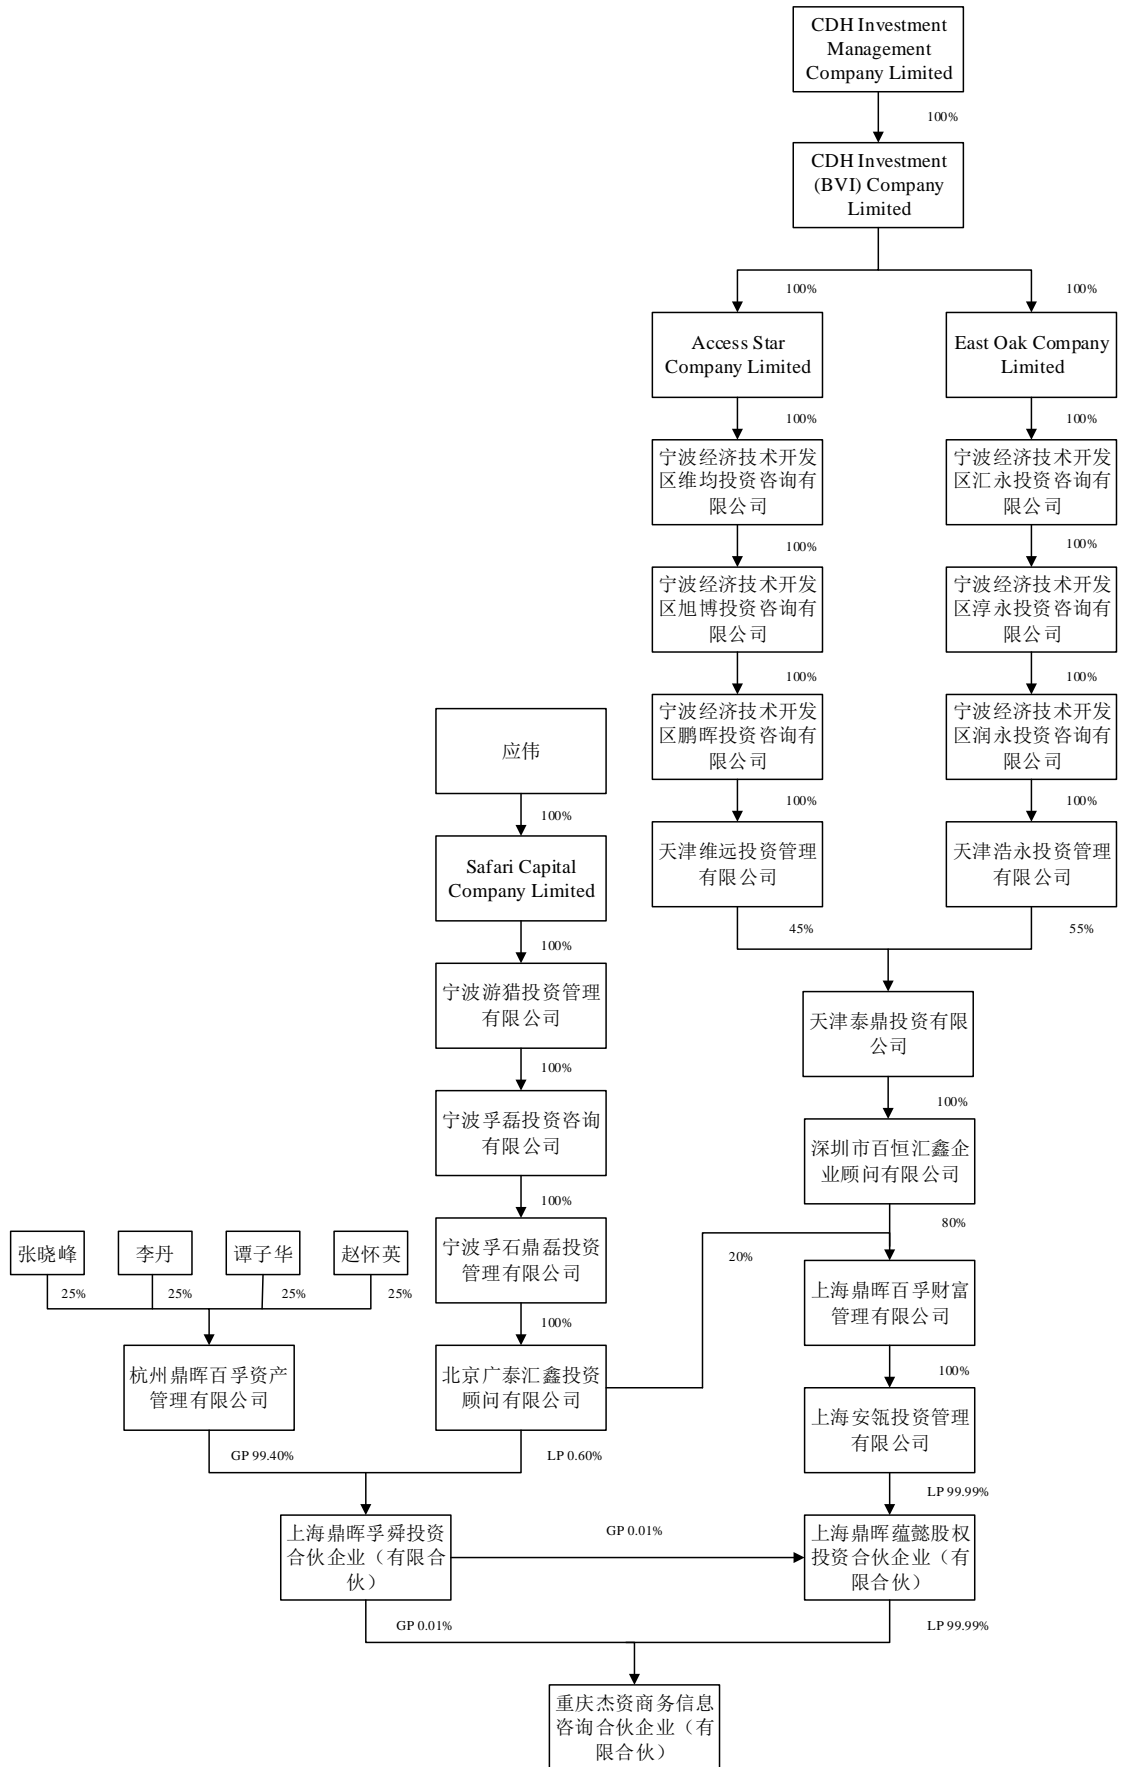 CDH Investment
Management
Company Limited
100%
CDH Investment
(BVI) Company
Limited
100%
100%
Access Star
Company Limited
East Oak Company
Limited
100%
100%
宁波经济技术开发
区维均投资咨询有
限公司
宁波经济技术开发
区汇永投资咨询有
限公司
100%
100%
宁波经济技术开发
区旭博投资咨询有
限公司
宁波经济技术开发
区淳永投资咨询有
限公司
100%
100%
宁波经济技术开发
区鹏晖投资咨询有
限公司
宁波经济技术开发
区润永投资咨询有
限公司
应伟
100%
100%
100%
Safari Capital
Company Limited
天津维远投资管理
有限公司
天津浩永投资管理
有限公司
45%
55%
100%
宁波游猎投资管理
有限公司
天津泰鼎投资有限
公司
100%
100%
宁波孚磊投资咨询
有限公司
深圳市百恒汇鑫企
业顾问有限公司
100%
80%
张晓峰
李丹
谭子华
赵怀英
宁波孚石鼎磊投资
管理有限公司
20%
25%
25%
25%
25%
上海鼎晖百孚财富
管理有限公司
100%
杭州鼎晖百孚资产
管理有限公司
北京广泰汇鑫投资
顾问有限公司
100%
上海安瓴投资管理
有限公司
GP 99.40%
LP 0.60%
LP 99.99%
上海鼎晖孚舜投资
合伙企业（有限合
伙）
GP 0.01%
上海鼎晖蕴懿股权
投资合伙企业（有
限合伙）
GP 0.01%
LP 99.99%
重庆杰资商务信息
咨询合伙企业（有
限合伙）